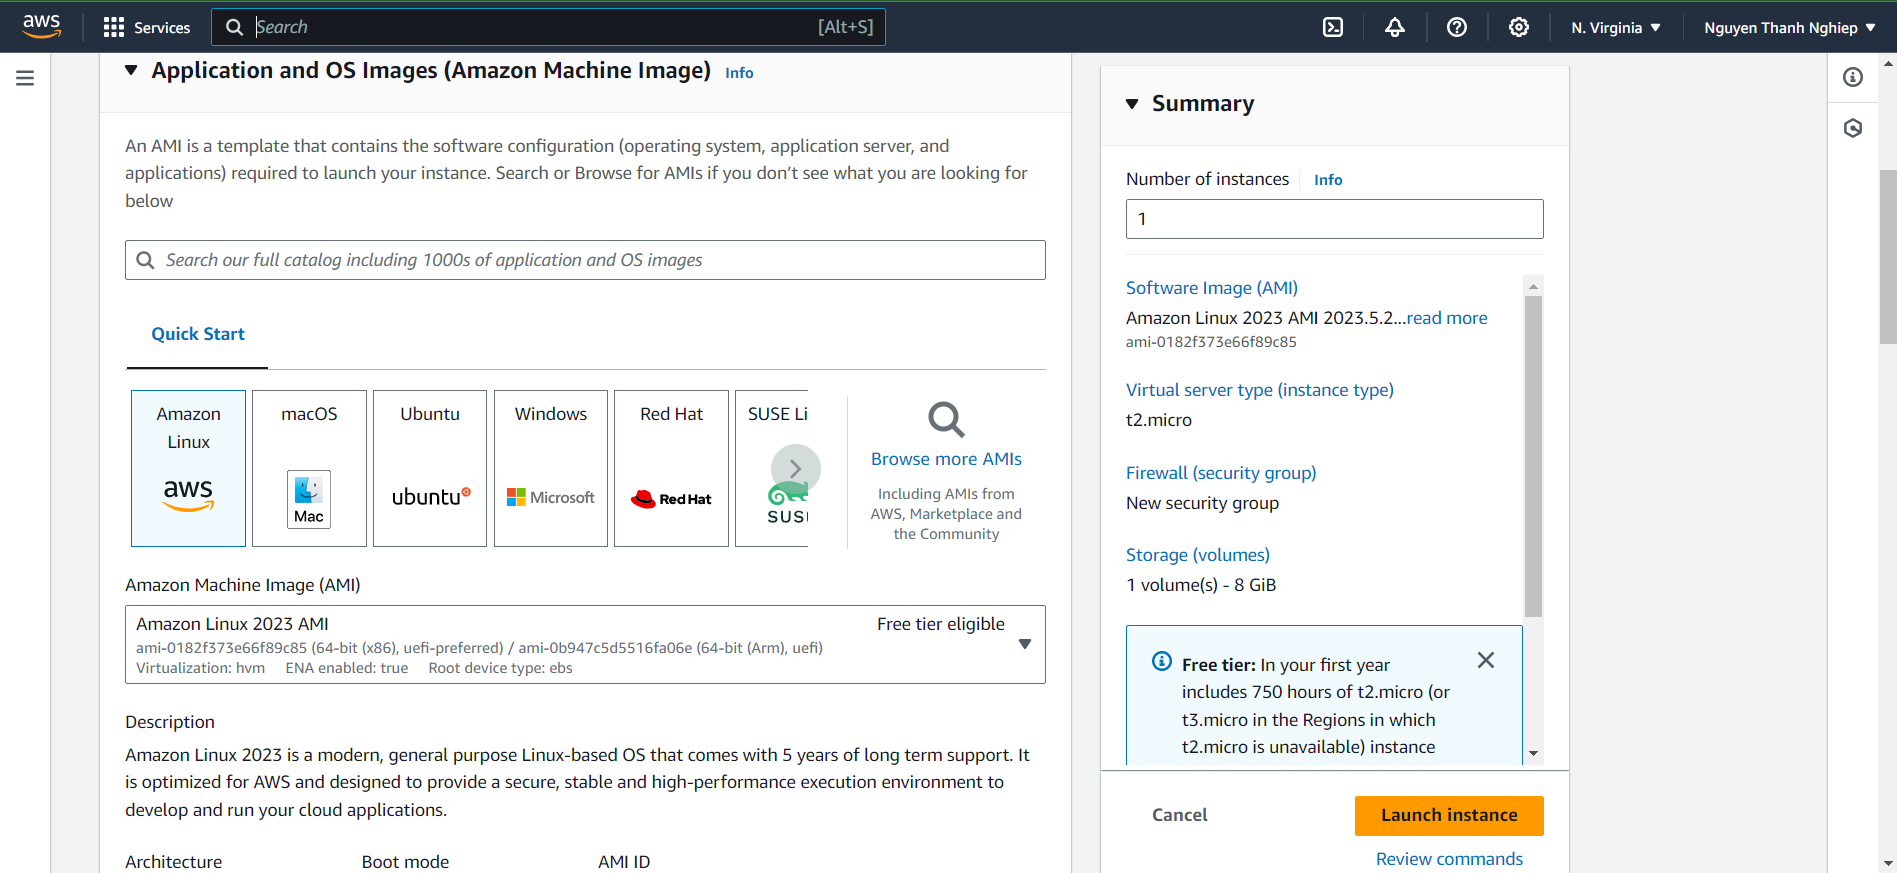 aws
Services
Search
[Alt+S]
N. Virginia
Nguyen Thanh Nghiep
Application and OS Images (Amazon Machine Image)
Info
An AMI is a template that contains the software configuration (operating system, application server, and
applications) required to launch your instance. Search or Browse for AMIs if you don’t see what you are looking for
below
Search our full catalog including 1000s of application and OS images
Quick Start
Amazon
Linux
aws
macOS
Mac
Ubuntu
ubuntu
Windows
Microsoft
Red Hat
Red Hat
SUSE Li
SUS
Browse more AMIs
Including AMIs from
AWS, Marketplace and
the Community
Amazon Machine Image (AMI)
Amazon Linux 2023 AMI
Free tier eligible
ami-0182f373e66f89c85 (64-bit (x86), uefi-preferred) / ami-0b947c5d5516fa06e (64-bit (Arm), uefi)
Virtualization: hvm ENA enabled: true Root device type: ebs
Description
Amazon Linux 2023 is a modern, general purpose Linux-based OS that comes with 5 years of long term support. It
is optimized for AWS and designed to provide a secure, stable and high-performance execution environment to
develop and run your cloud applications.
Architecture
Boot mode
AMI ID
Summary
Number of instances
Info
1
Software Image (AMI)
Amazon Linux 2023 AMI 2023.5.2...read more
ami-0182f373e66f89c85
Virtual server type (instance type)
t2.micro
Firewall (security group)
New security group
Storage (volumes)
1 volume(s) - 8 GiB
Free tier: In your first year
includes 750 hours of t2.micro (or
t3.micro in the Regions in which
t2.micro is unavailable) instance
Cancel
Launch instance
Review commands